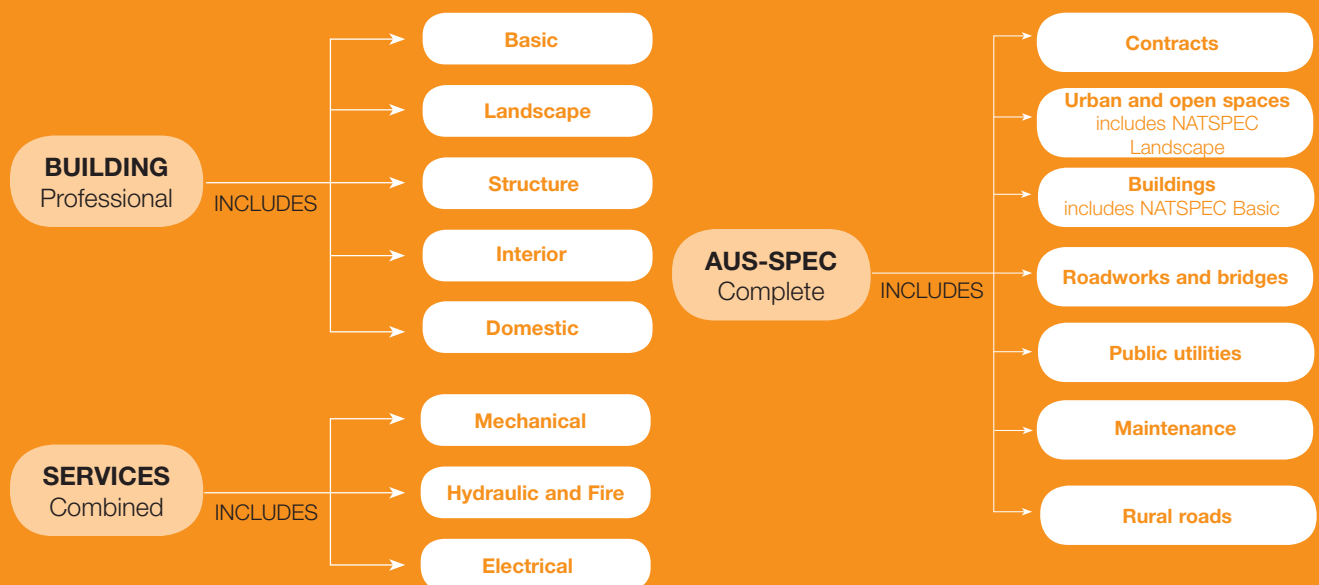 BUILDING
Professional
INCLUDES
Basic
Landscape
Structure
Interior
Domestic
SERVICES
Combined
INCLUDES
Mechanical
Hydraulic and Fire
Electrical
AUS-SPEC
Complete
INCLUDES
Contracts
Urban and open spaces
includes NATSPEC
Landscape
Buildings
includes NATSPEC Basic
Roadworks and bridges
Public utilities
Maintenance
Rural roads